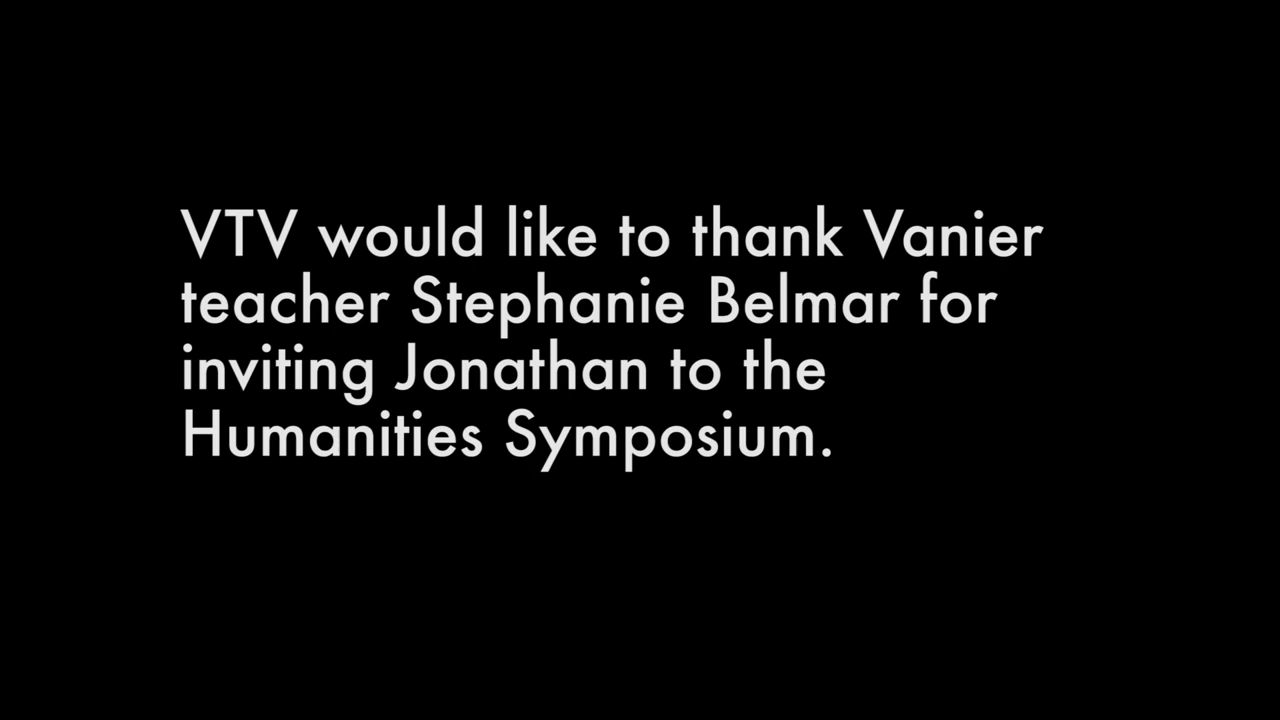 VTV would like to thank Vanier
teacher Stephanie Belmar for
inviting Jonathan to the
Humanities Symposium.